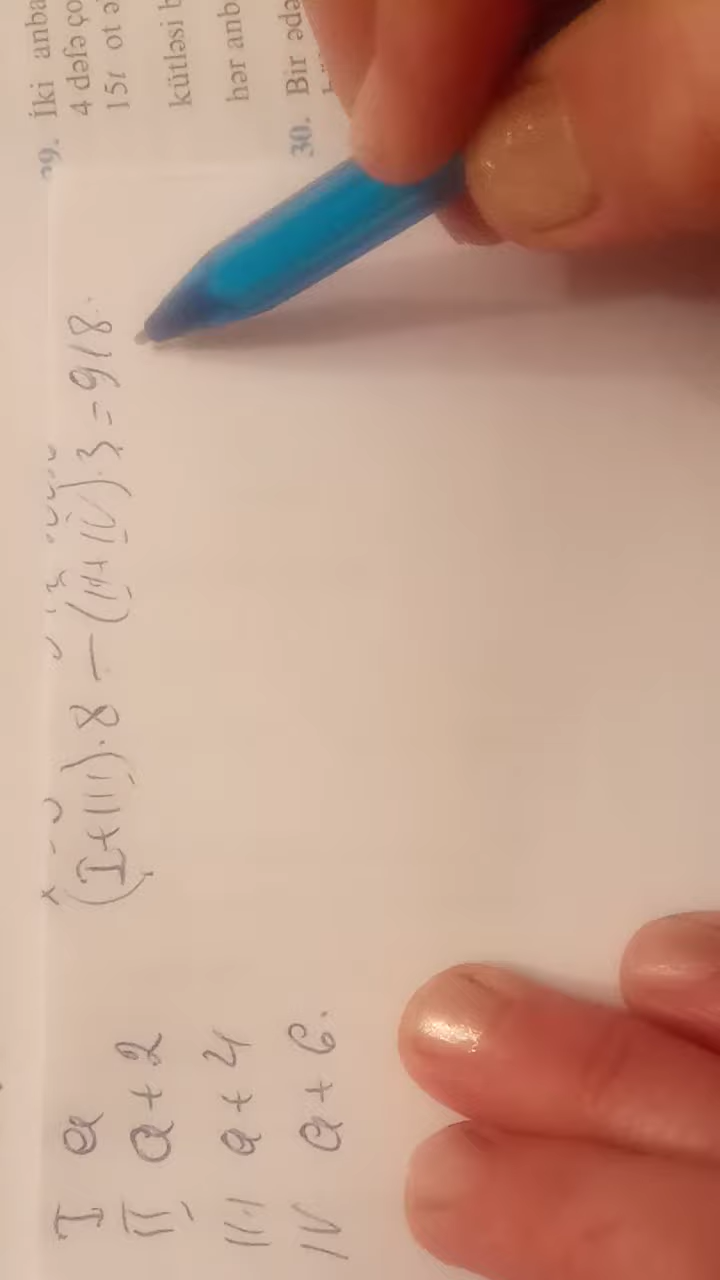 29. İki anba
4 dəfə ço
15t ot ə
kütləsi b
hər anb
30. Bir ədə
I a
II a + 2
III a + 4
IV a + 6.
(I+III)·8 − (II+IV)·3=918.